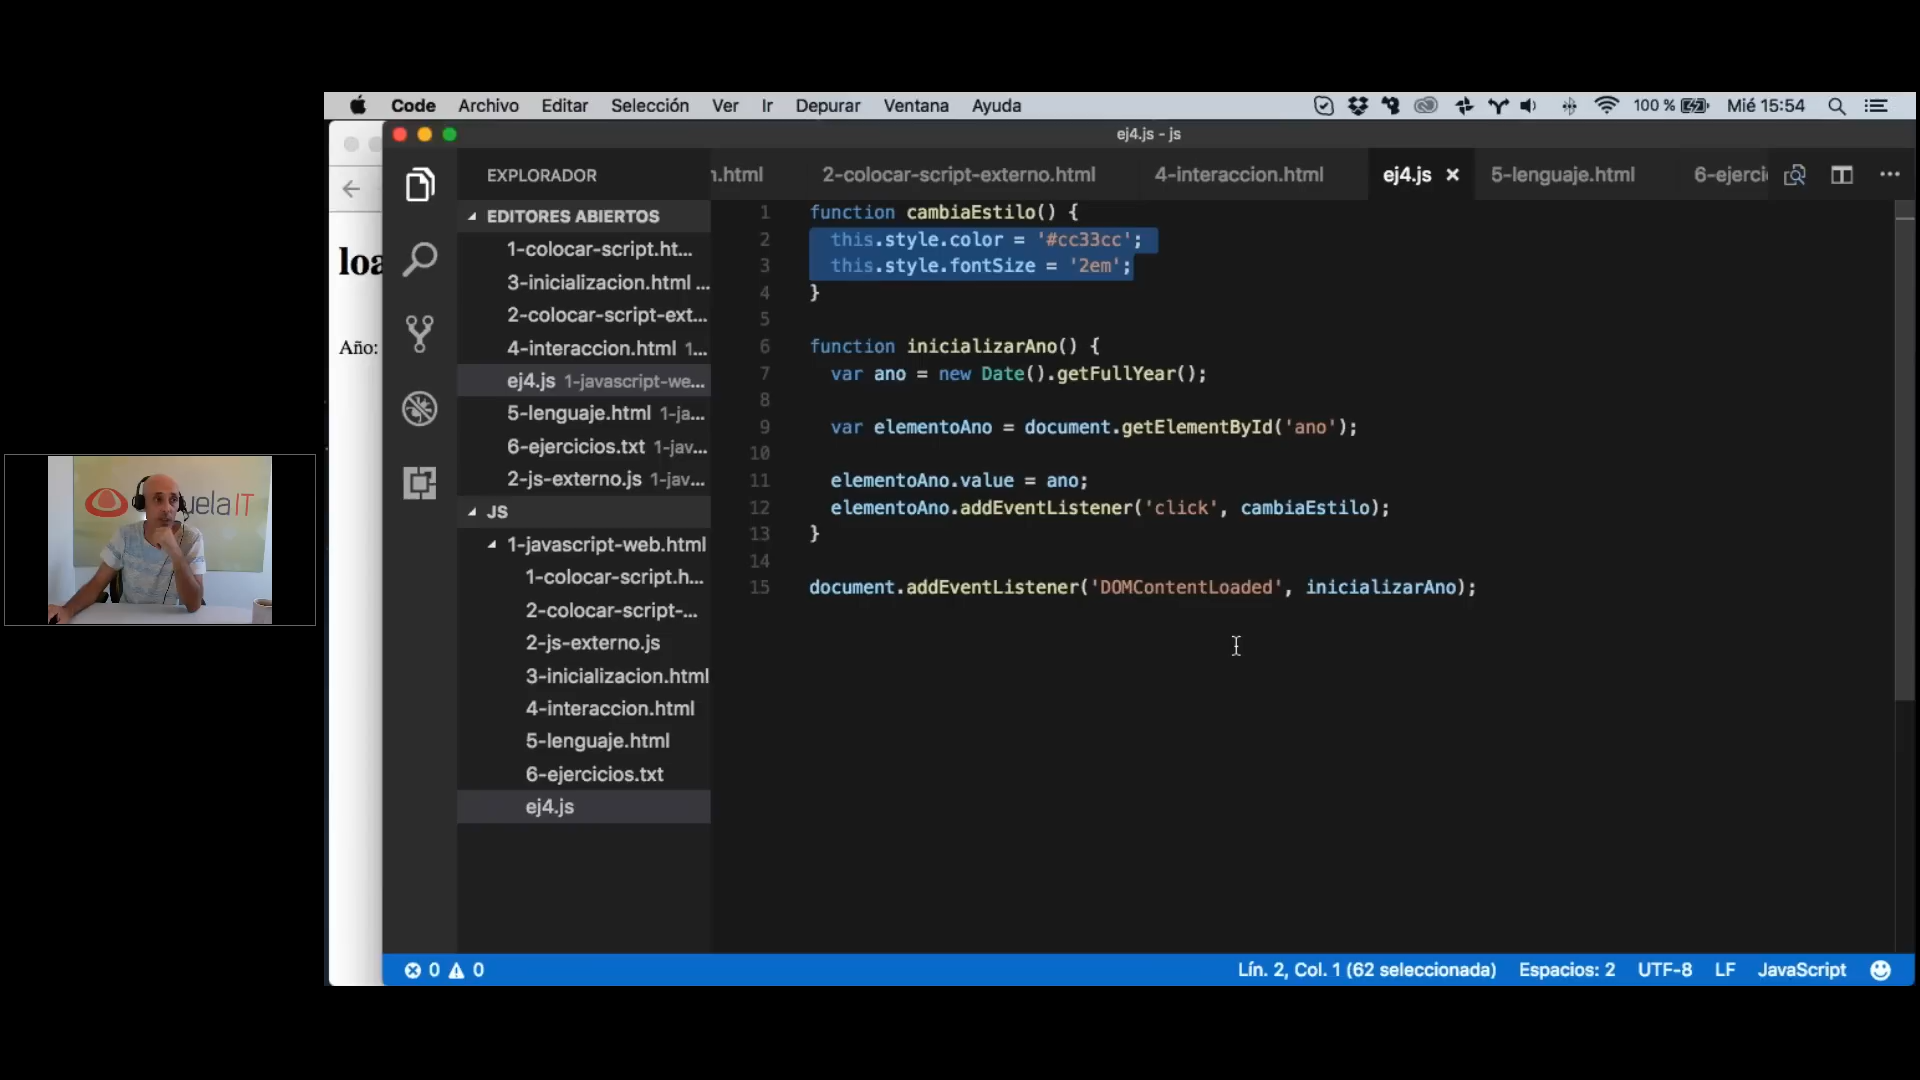 Code Archivo Editar Selección Ver Ir Depurar Ventana Ayuda 100 % Mié 15:54
ej4.js - js
EXPLORADOR
EDITORES ABIERTOS
1-colocar-script.ht...
3-inicializacion.html ...
2-colocar-script-ext...
4-interaccion.html 1...
ej4.js 1-javascript-we...
5-lenguaje.html 1-ja...
6-ejercicios.txt 1-jav...
2-js-externo.js 1-jav...
JS
1-javascript-web.html
1-colocar-script.h...
2-colocar-script-...
2-js-externo.js
3-inicializacion.html
4-interaccion.html
5-lenguaje.html
6-ejercicios.txt
ej4.js
.html 2-colocar-script-externo.html 4-interaccion.html ej4.js 5-lenguaje.html 6-ejerci
1 function cambiaEstilo() {
2 this.style.color = '#cc33cc';
3 this.style.fontSize = '2em';
4 }
5
6 function inicializarAno() {
7 var ano = new Date().getFullYear();
8
9 var elementoAno = document.getElementById('ano');
10
11 elementoAno.value = ano;
12 elementoAno.addEventListener('click', cambiaEstilo);
13 }
14
15 document.addEventListener('DOMContentLoaded', inicializarAno);
0 0
Lín. 2, Col. 1 (62 seleccionada) Espacios: 2 UTF-8 LF JavaScript
loa
Año:
uela IT